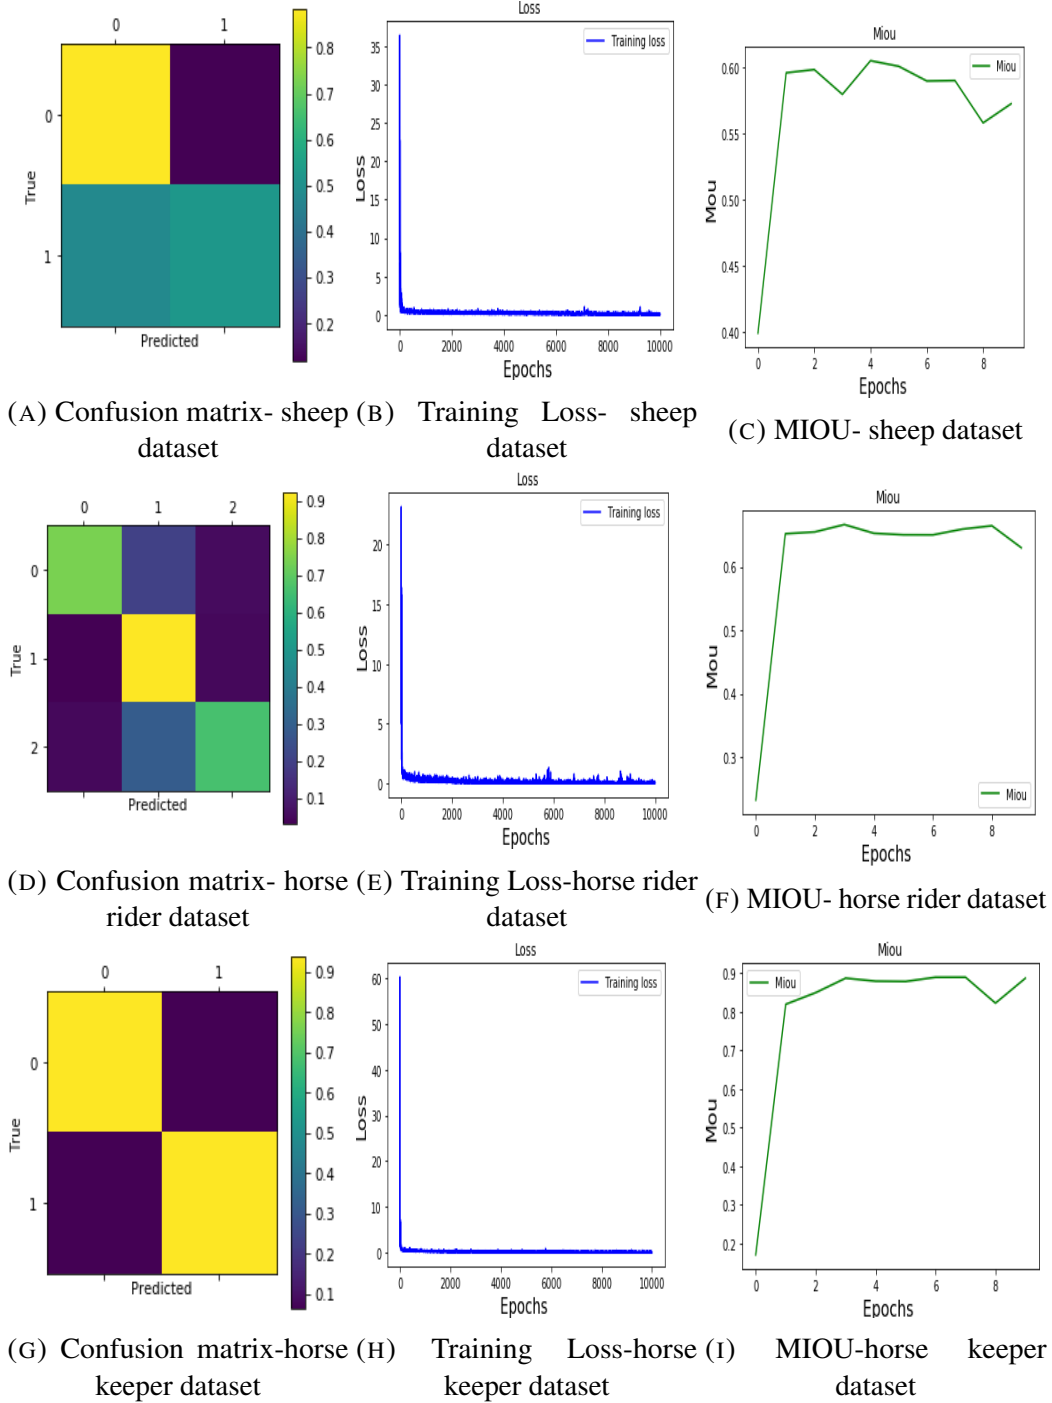 0 1
0
1
True
Predicted
0.8
0.7
0.6
0.5
0.4
0.3
0.2
Loss
Training loss
35
30
25
20
15
10
5
0
Loss
0 2000 4000 6000 8000 10000
Epochs
Miou
Miou
0.60
0.55
0.50
0.45
0.40
Mou
0 2 4 6 8
Epochs
(A) Confusion matrix- sheep
dataset
(B) Training Loss- sheep
dataset
(C) MIOU- sheep dataset
0 1 2
0
1
2
True
Predicted
0.9
0.8
0.7
0.6
0.5
0.4
0.3
0.2
0.1
Loss
Training loss
20
15
10
5
0
Loss
0 2000 4000 6000 8000 10000
Epochs
Miou
0.6
0.5
0.4
0.3
Mou
Miou
0 2 4 6 8
Epochs
(D) Confusion matrix- horse
rider dataset
(E) Training Loss-horse rider
dataset
(F) MIOU- horse rider dataset
0 1
0
1
True
Predicted
0.9
0.8
0.7
0.6
0.5
0.4
0.3
0.2
0.1
Loss
Training loss
60
50
40
30
20
10
0
Loss
0 2000 4000 6000 8000 10000
Epochs
Miou
Miou
0.9
0.8
0.7
0.6
0.5
0.4
0.3
0.2
Mou
0 2 4 6 8
Epochs
(G) Confusion matrix-horse
keeper dataset
(H) Training Loss-horse
keeper dataset
(I) MIOU-horse keeper
dataset